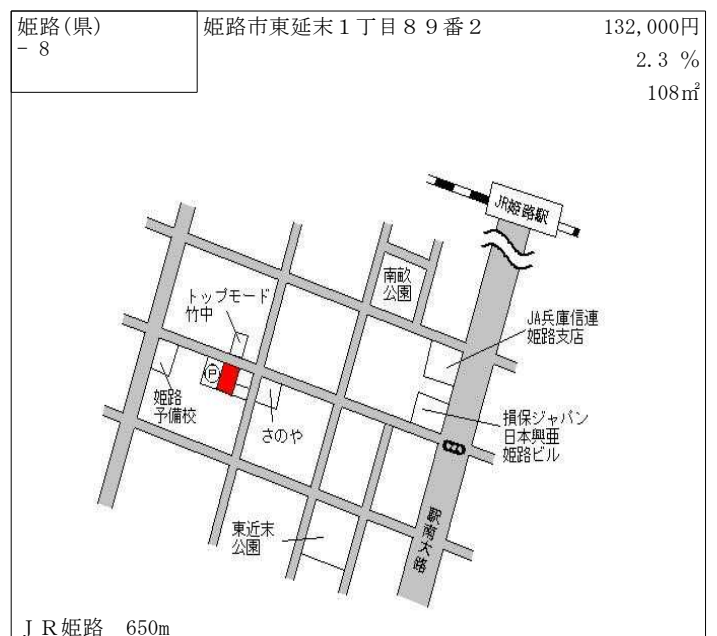 姫路(県)
－8
姫路市東延末１丁目８９番２
132,000円
2.3 %
108㎡
JR姫路駅
南畝
公園
トップモード
竹中
JA兵庫信連
姫路支店
Ⓟ
姫路
予備校
さのや
損保ジャパン
日本興亜
姫路ビル
駅南大路
東近末
公園
ＪＲ姫路　650m